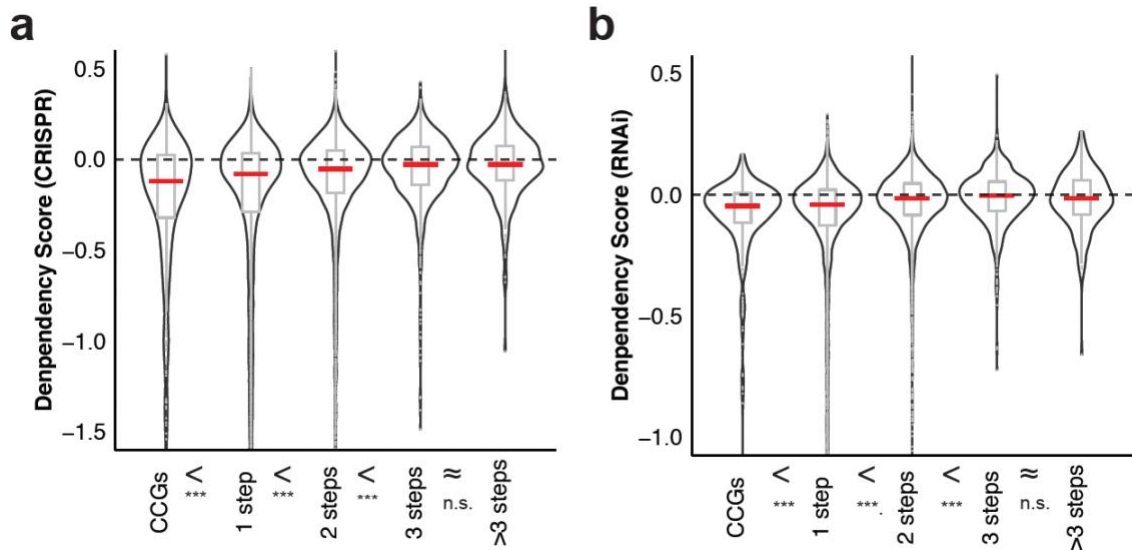 a
Denpendency Score (CRISPR)
0.5
0.0
−0.5
−1.0
−1.5
CCGs
<
***
1 step
<
***
2 steps
<
***
3 steps
≈
n.s.
>3 steps
b
Denpendency Score (RNAi)
0.5
0.0
−0.5
−1.0
CCGs
<
***
1 step
<
***.
2 steps
<
***
3 steps
≈
n.s.
>3 steps